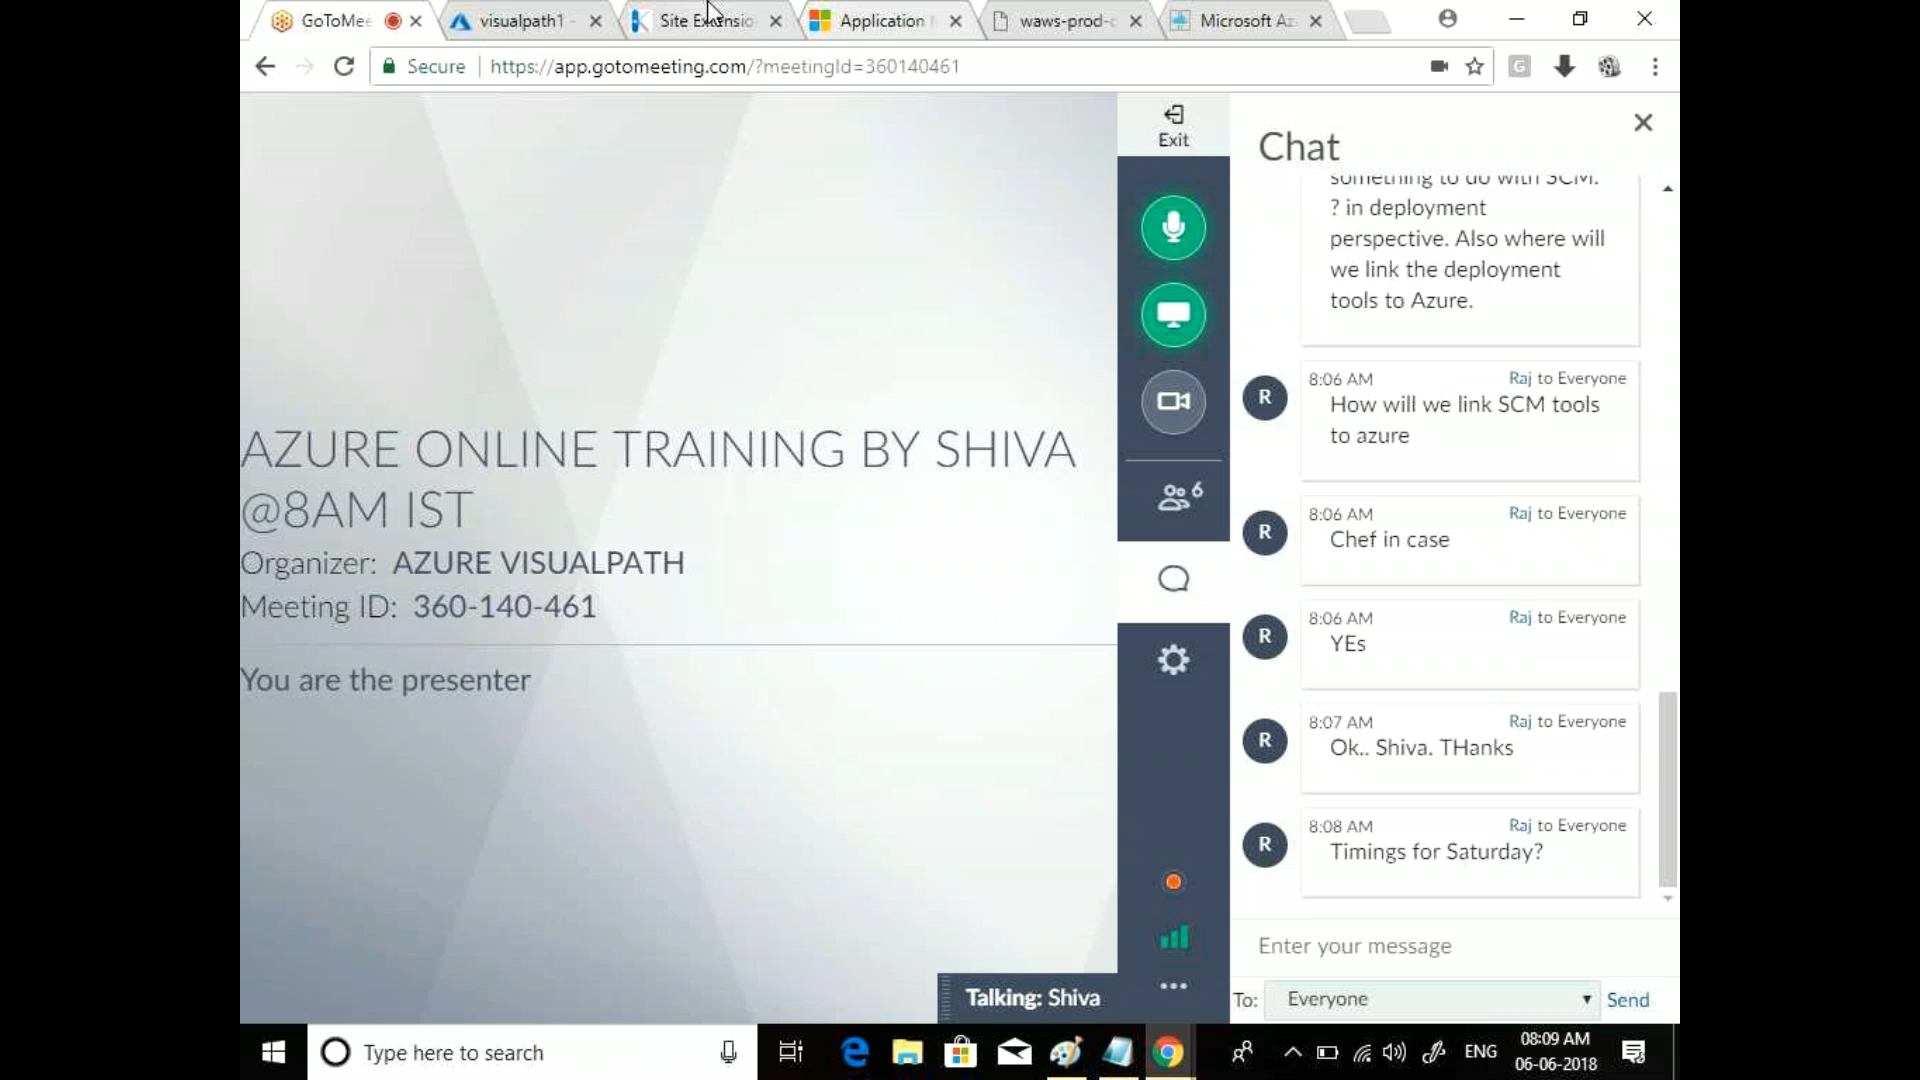 GoToMee
visualpath1 -
Site Extensio
Application
waws-prod-
Microsoft Az
Secure
https://app.gotomeeting.com/?meetingId=360140461
Exit
6
AZURE ONLINE TRAINING BY SHIVA
@8AM IST
Organizer: AZURE VISUALPATH
Meeting ID: 360-140-461
You are the presenter
Talking: Shiva
Chat
something to do with SCM.
? in deployment
perspective. Also where will
we link the deployment
tools to Azure.
R
8:06 AM
Raj to Everyone
How will we link SCM tools
to azure
R
8:06 AM
Raj to Everyone
Chef in case
R
8:06 AM
Raj to Everyone
YEs
R
8:07 AM
Raj to Everyone
Ok.. Shiva. THanks
R
8:08 AM
Raj to Everyone
Timings for Saturday?
Enter your message
To: Everyone
Send
Type here to search
ENG
08:09 AM
06-06-2018